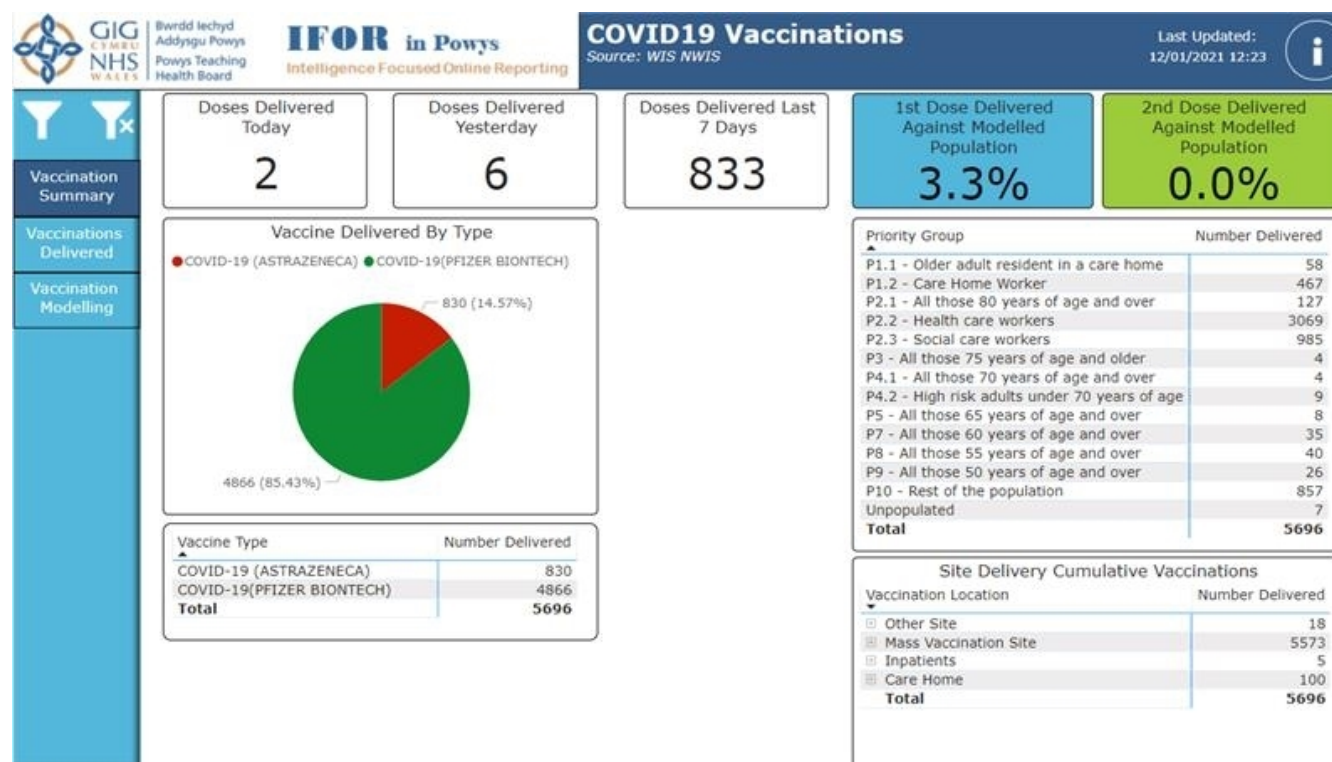 GIG
CYMRU
NHS
WALES
Bwrdd Iechyd
Addysgu Powys
Powys Teaching
Health Board
IFOR in Powys
Intelligence Focused Online Reporting
COVID19 Vaccinations
Source: WIS NWIS
Last Updated:
12/01/2021 12:23
i
Vaccination
Summary
Vaccinations
Delivered
Vaccination
Modelling
Doses Delivered
Today
2
Doses Delivered
Yesterday
6
Doses Delivered Last
7 Days
833
1st Dose Delivered
Against Modelled
Population
3.3%
2nd Dose Delivered
Against Modelled
Population
0.0%
Vaccine Delivered By Type
COVID-19 (ASTRAZENECA) COVID-19(PFIZER BIONTECH)
830 (14.57%)
4866 (85.43%)
Vaccine Type Number Delivered
COVID-19 (ASTRAZENECA) 830
COVID-19(PFIZER BIONTECH) 4866
Total 5696
Priority Group Number Delivered
P1.1 - Older adult resident in a care home 58
P1.2 - Care Home Worker 467
P2.1 - All those 80 years of age and over 127
P2.2 - Health care workers 3069
P2.3 - Social care workers 985
P3 - All those 75 years of age and older 4
P4.1 - All those 70 years of age and over 4
P4.2 - High risk adults under 70 years of age 9
P5 - All those 65 years of age and over 8
P7 - All those 60 years of age and over 35
P8 - All those 55 years of age and over 40
P9 - All those 50 years of age and over 26
P10 - Rest of the population 857
Unpopulated 7
Total 5696
Site Delivery Cumulative Vaccinations
Vaccination Location Number Delivered
Other Site 18
Mass Vaccination Site 5573
Inpatients 5
Care Home 100
Total 5696